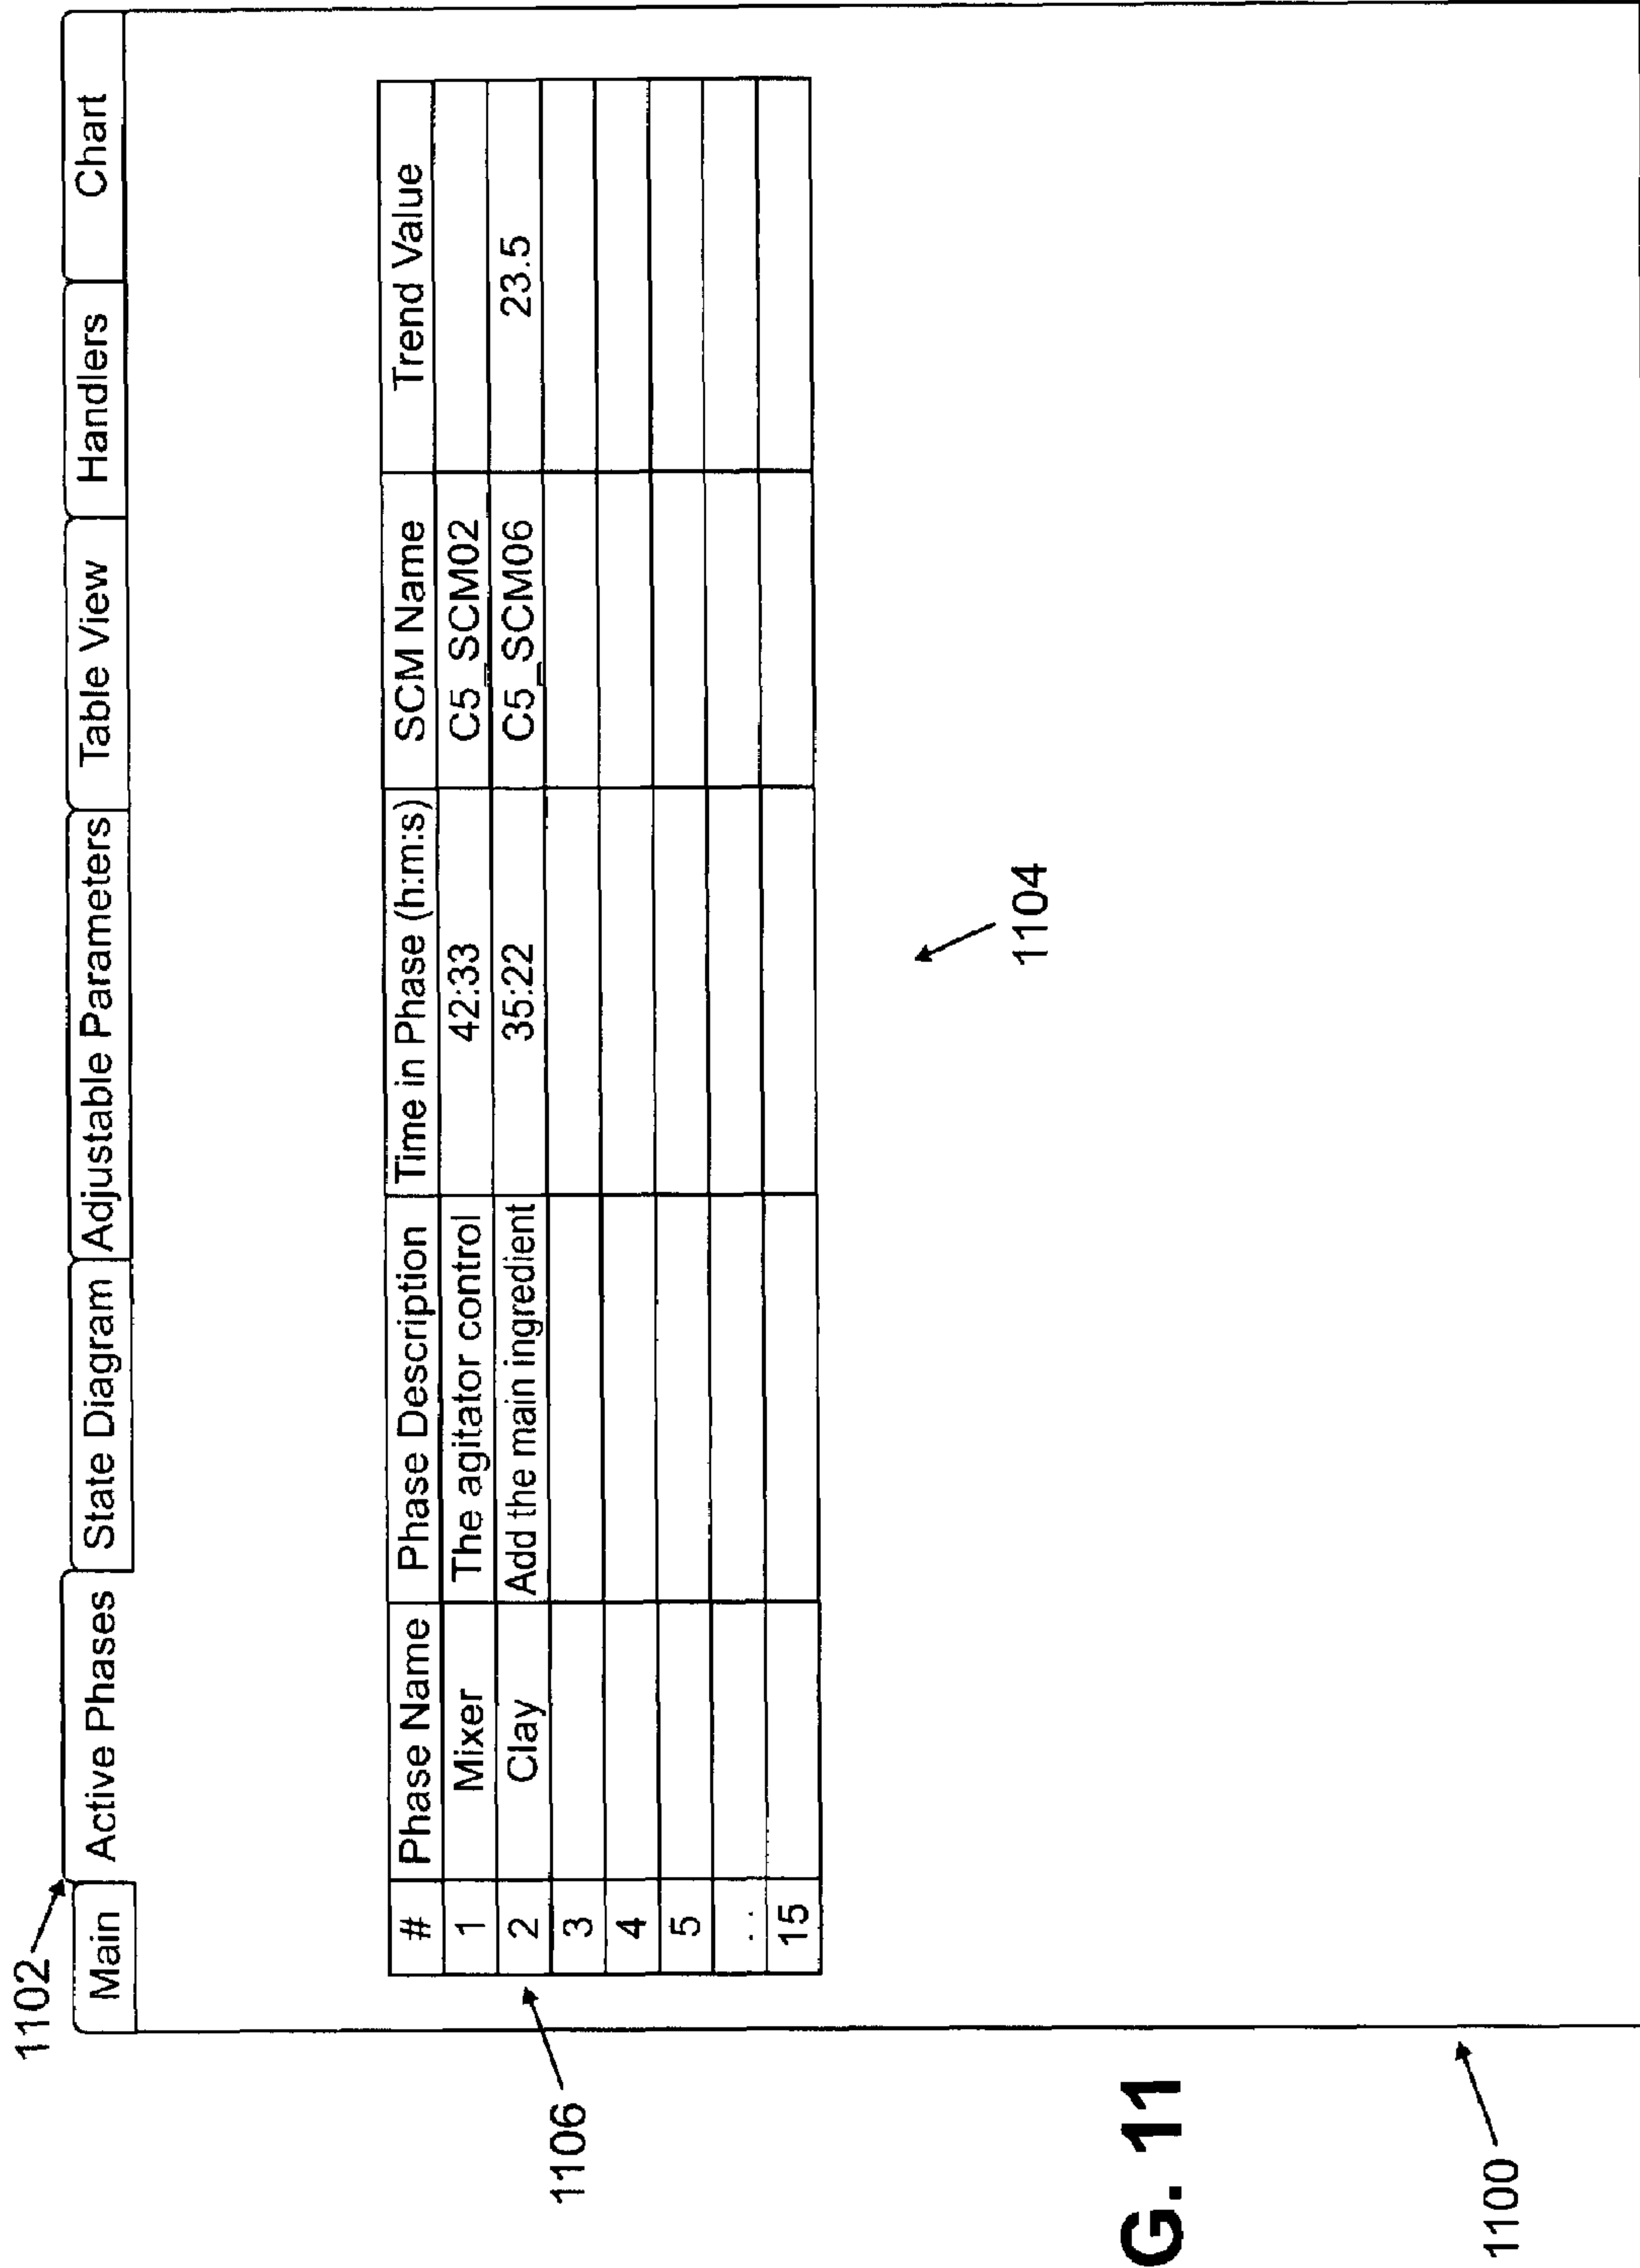 1102
Main Active Phases State Diagram Adjustable Parameters Table View Handlers Chart
# Phase Name Phase Description Time in Phase (h:m:s) SCM Name Trend Value
1 Mixer The agitator control 42:33 C5_SCM02
2 Clay Add the main ingredient 35:22 C5_SCM06 23.5
3
4
5
..
15
1106
1104
G. 11
1100